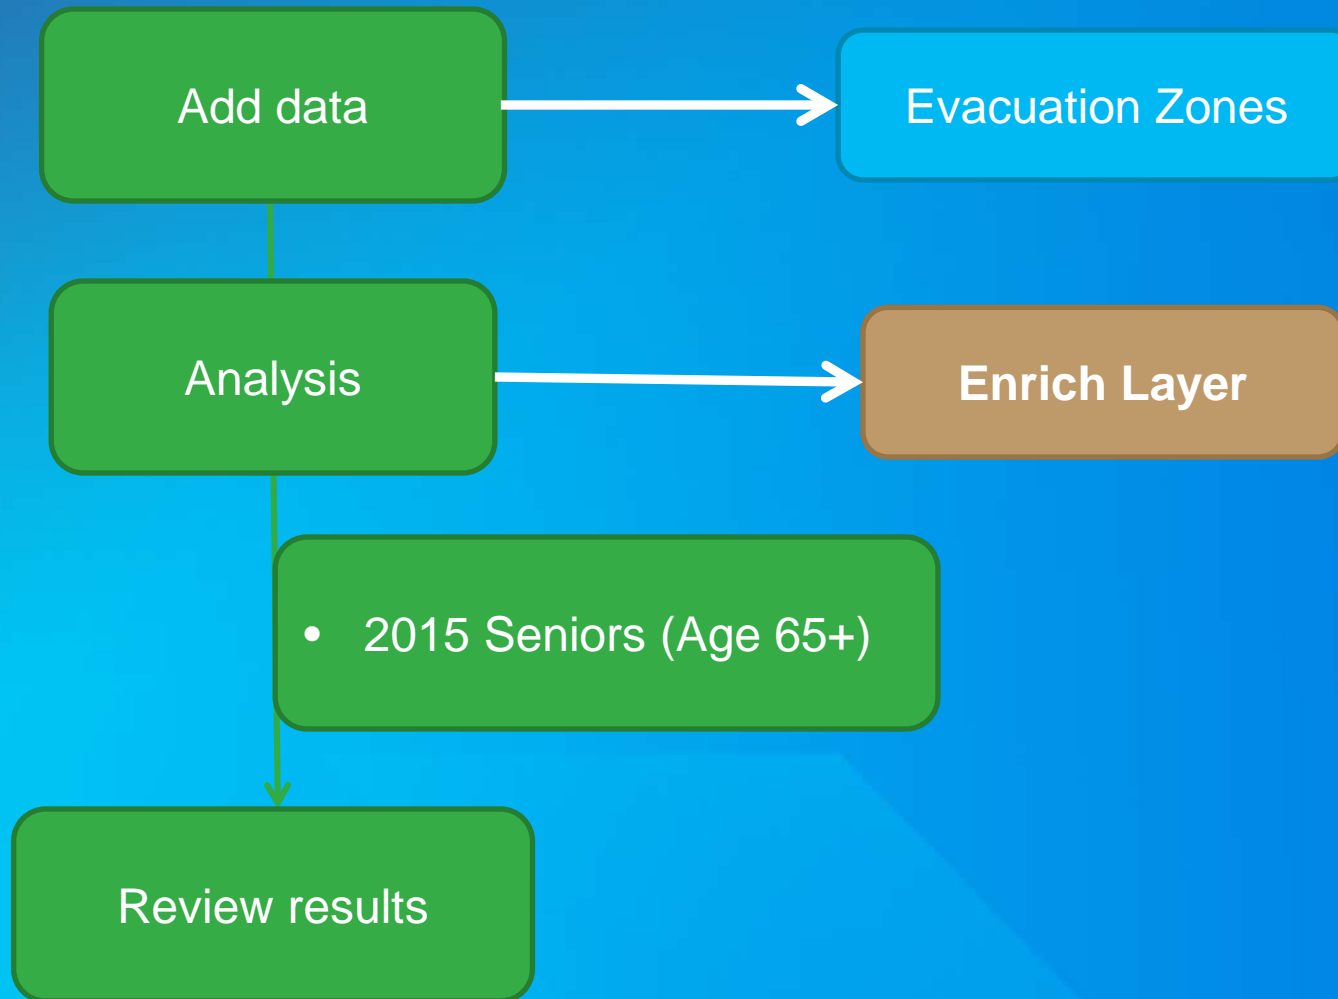 Add data
Evacuation Zones
Analysis
Enrich Layer
• 2015 Seniors (Age 65+)
Review results